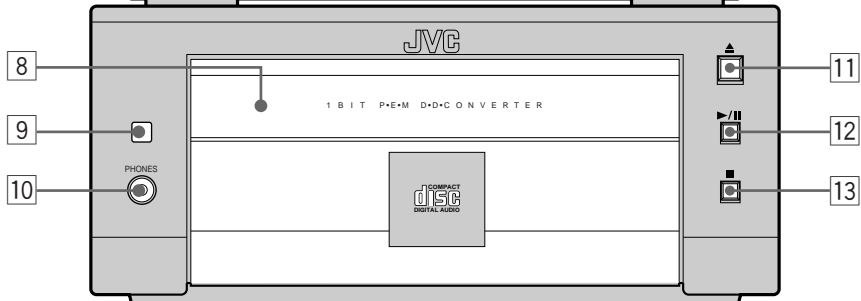 JVC
8
11
1 BIT P•E•M D•D•CONVERTER
▶/II
9
12
PHONES
10
COMPACT
disc
DIGITAL AUDIO
13